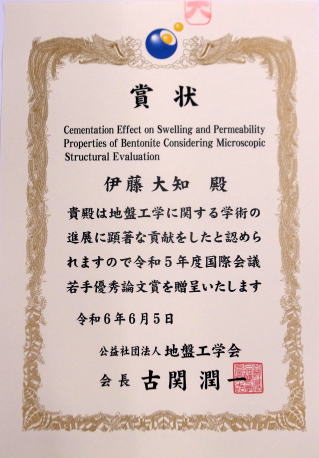 賞状
Cementation Effect on Swelling and Permeability
Properties of Bentonite Considering Microscopic
Structural Evaluation
伊藤大知 殿
貴殿は地盤工学に関する学術の
進展に顕著な貢献をしたと認めら
れますので令和5年度国際会議
若手優秀論文賞を贈呈いたします
令和6年6月5日
公益社団法人 地盤工学会
会長 古関潤一